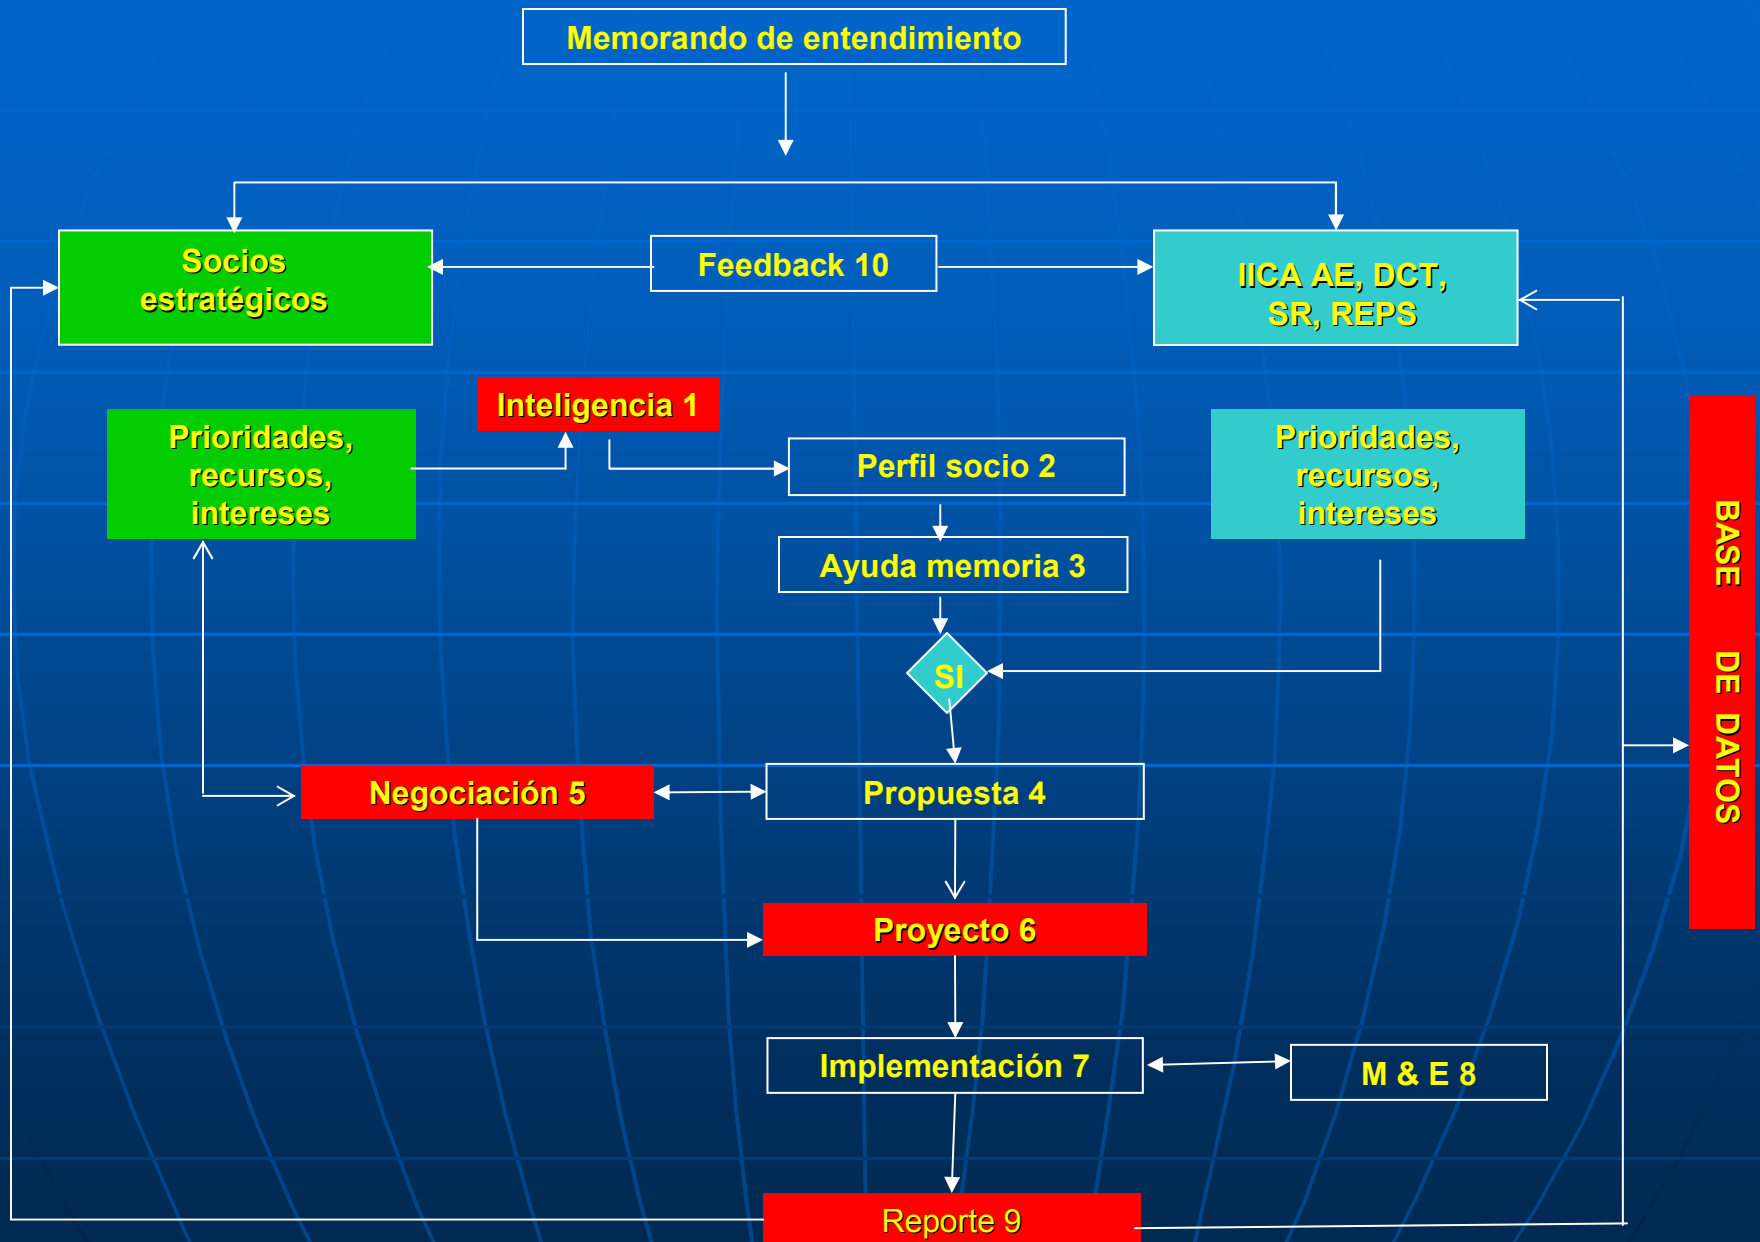 Memorando de entendimiento
Socios
estratégicos
Feedback 10
IICA AE, DCT,
SR, REPS
Inteligencia 1
Prioridades,
recursos,
intereses
Perfil socio 2
Prioridades,
recursos,
intereses
Ayuda memoria 3
SI
BASE DE DATOS
Negociación 5
Propuesta 4
Proyecto 6
Implementación 7
M & E 8
Reporte 9